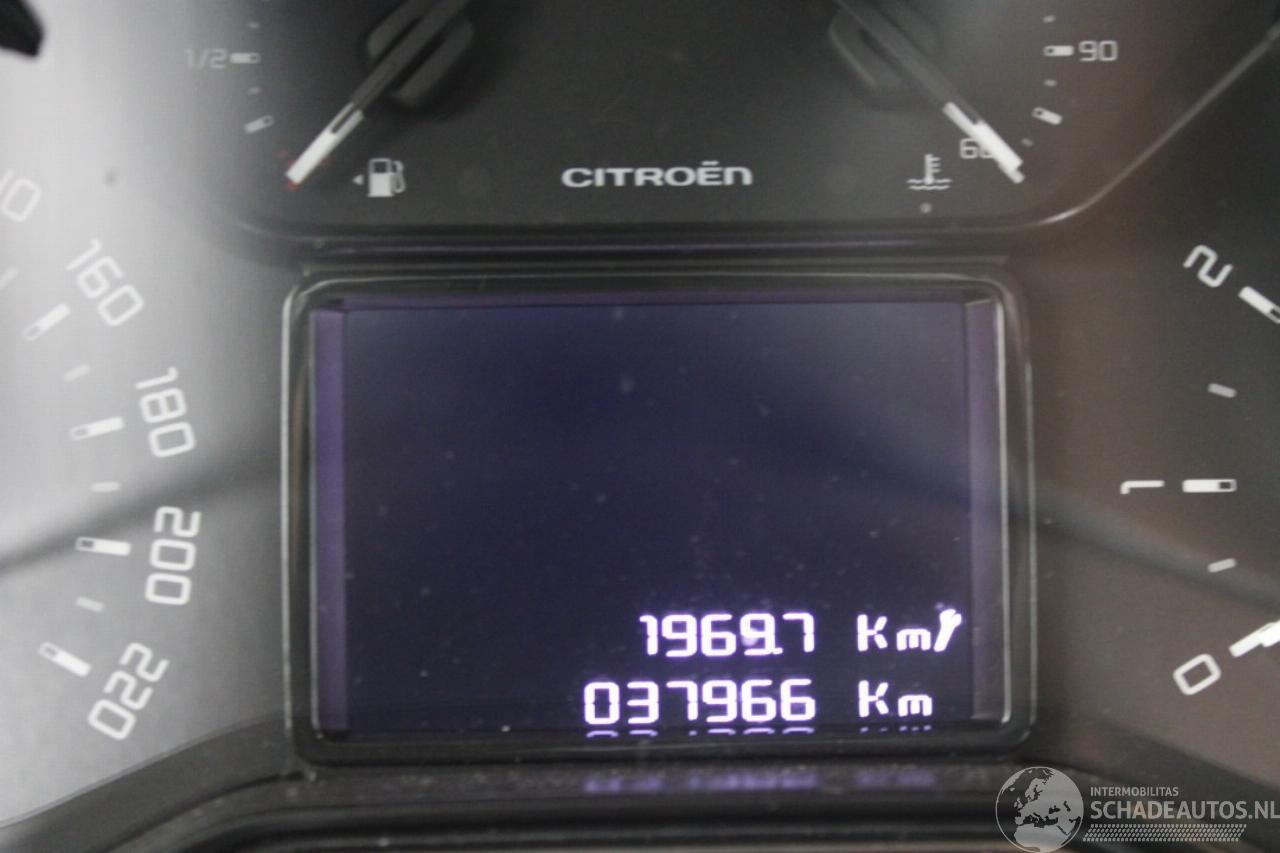 1/2
90
60
CITROËN
160
180
200
220
2
1
0
1969.7 Km
037966 Km
INTERMOBILITAS
SCHADEAUTOS.NL